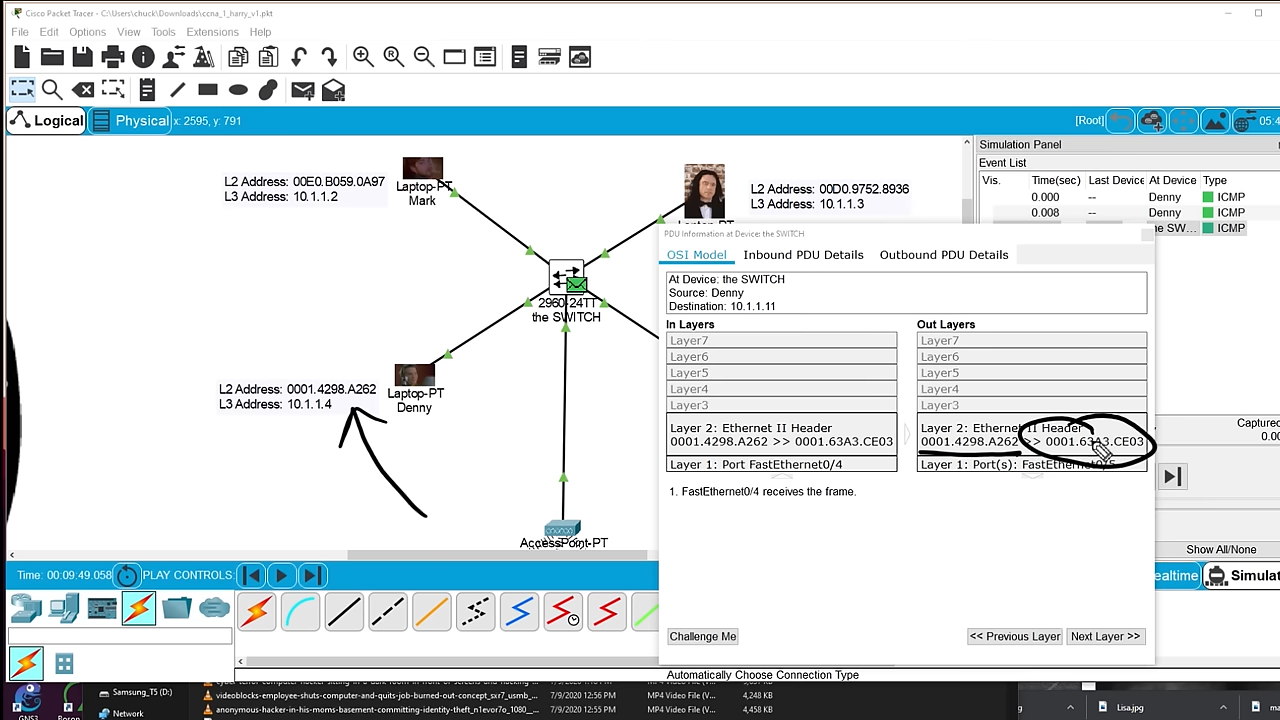 Cisco Packet Tracer - C:\Users\chuck\Downloads\ccna_1_harry_v1.pkt
File Edit Options View Tools Extensions Help
Logical Physical x: 2595, y: 791 [Root] 05:4
L2 Address: 00E0.B059.0A97
L3 Address: 10.1.1.2
Laptop-PT
Mark
L2 Address: 00D0.9752.8936
L3 Address: 10.1.1.3
2960-24TT
the SWITCH
L2 Address: 0001.4298.A262
L3 Address: 10.1.1.4
Laptop-PT
Denny
AccessPoint-PT
Simulation Panel
Event List
Vis. Time(sec) Last Device At Device Type
0.000 -- Denny ICMP
0.008 -- Denny ICMP
he SW... ICMP
PDU Information at Device: the SWITCH
OSI Model Inbound PDU Details Outbound PDU Details
At Device: the SWITCH
Source: Denny
Destination: 10.1.1.11
In Layers Out Layers
Layer7 Layer7
Layer6 Layer6
Layer5 Layer5
Layer4 Layer4
Layer3 Layer3
Layer 2: Ethernet II Header Layer 2: Ethernet II Header
0001.4298.A262 >> 0001.63A3.CE03 0001.4298.A262 >> 0001.63A3.CE03
Layer 1: Port FastEthernet0/4 Layer 1: Port(s): FastEthernet0/5
1. FastEthernet0/4 receives the frame.
Challenge Me << Previous Layer Next Layer >>
Captured
0.00
Show All/None
Time: 00:09:49.058 PLAY CONTROLS: ealtime Simulat
Automatically Choose Connection Type
GNS3 Samsung_T5 (D:)
Network
videoblocks-employee-shuts-computer-and-quits-job-burned-out-concept_sxr7_usmb_... 7/9/2020 12:56 PM MP4 Video File (V... 4,248 KB
anonymous-hacker-in-his-moms-basement-committing-identity-theft_n1evor7o_1080_... 7/9/2020 12:55 PM MP4 Video File (V... 4,458 KB
Lisa.jpg